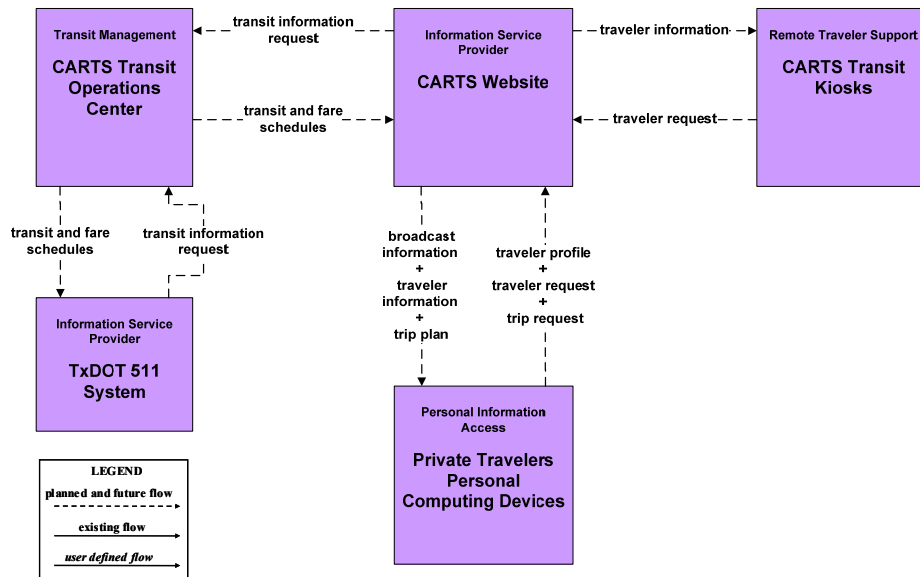 Transit Management
CARTS Transit
Operations
Center
transit information
request
transit and fare
schedules
Information Service
Provider
CARTS Website
traveler information
traveler request
Remote Traveler Support
CARTS Transit
Kiosks
transit and fare
schedules
transit information
request
broadcast
information
+
traveler
information
+
trip plan
traveler profile
+
traveler request
+
trip request
Information Service
Provider
TxDOT 511
System
Personal Information
Access
Private Travelers
Personal
Computing Devices
LEGEND
planned and future flow
existing flow
user defined flow